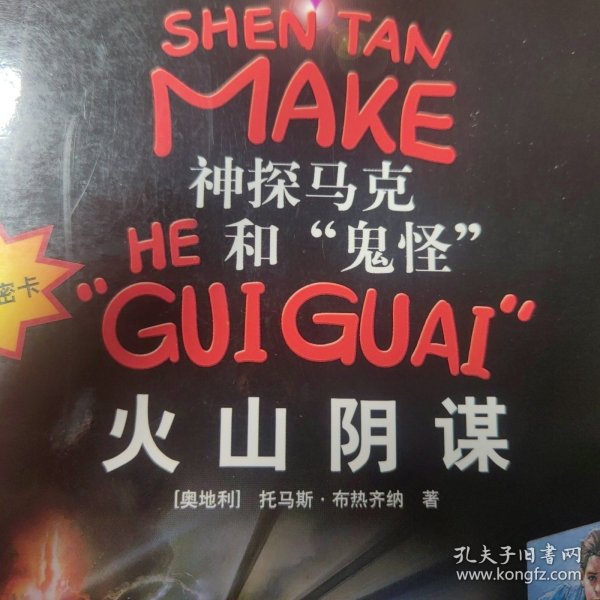 SHEN TAN
MAKE
神探马克
HE 和“鬼怪”
密卡
“GUI GUAI”
火山阴谋
[奥地利] 托马斯·布热齐纳 著
孔夫子旧书网
www.kongfz.com